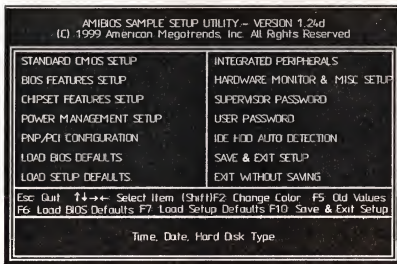 AMIBIOS SAMPLE SETUP UTILITY - VERSION 1.24d
(C) 1999 American Megatrends, Inc. All Rights Reserved
STANDARD CMOS SETUP
BIOS FEATURES SETUP
CHIPSET FEATURES SETUP
POWER MANAGEMENT SETUP
PNP/PCI CONFIGURATION
LOAD BIOS DEFAULTS
LOAD SETUP DEFAULTS
INTEGRATED PERIPHERALS
HARDWARE MONITOR & MISC SETUP
SUPERVISOR PASSWORD
USER PASSWORD
IDE HDD AUTO DETECTION
SAVE & EXIT SETUP
EXIT WITHOUT SAVING
Esc Quit ↑↓→← Select Item (Shift)F2 Change Color F5 Old Values
F6 Load BIOS Defaults F7 Load Setup Defaults F10 Save & Exit Setup
Time, Date, Hard Disk Type